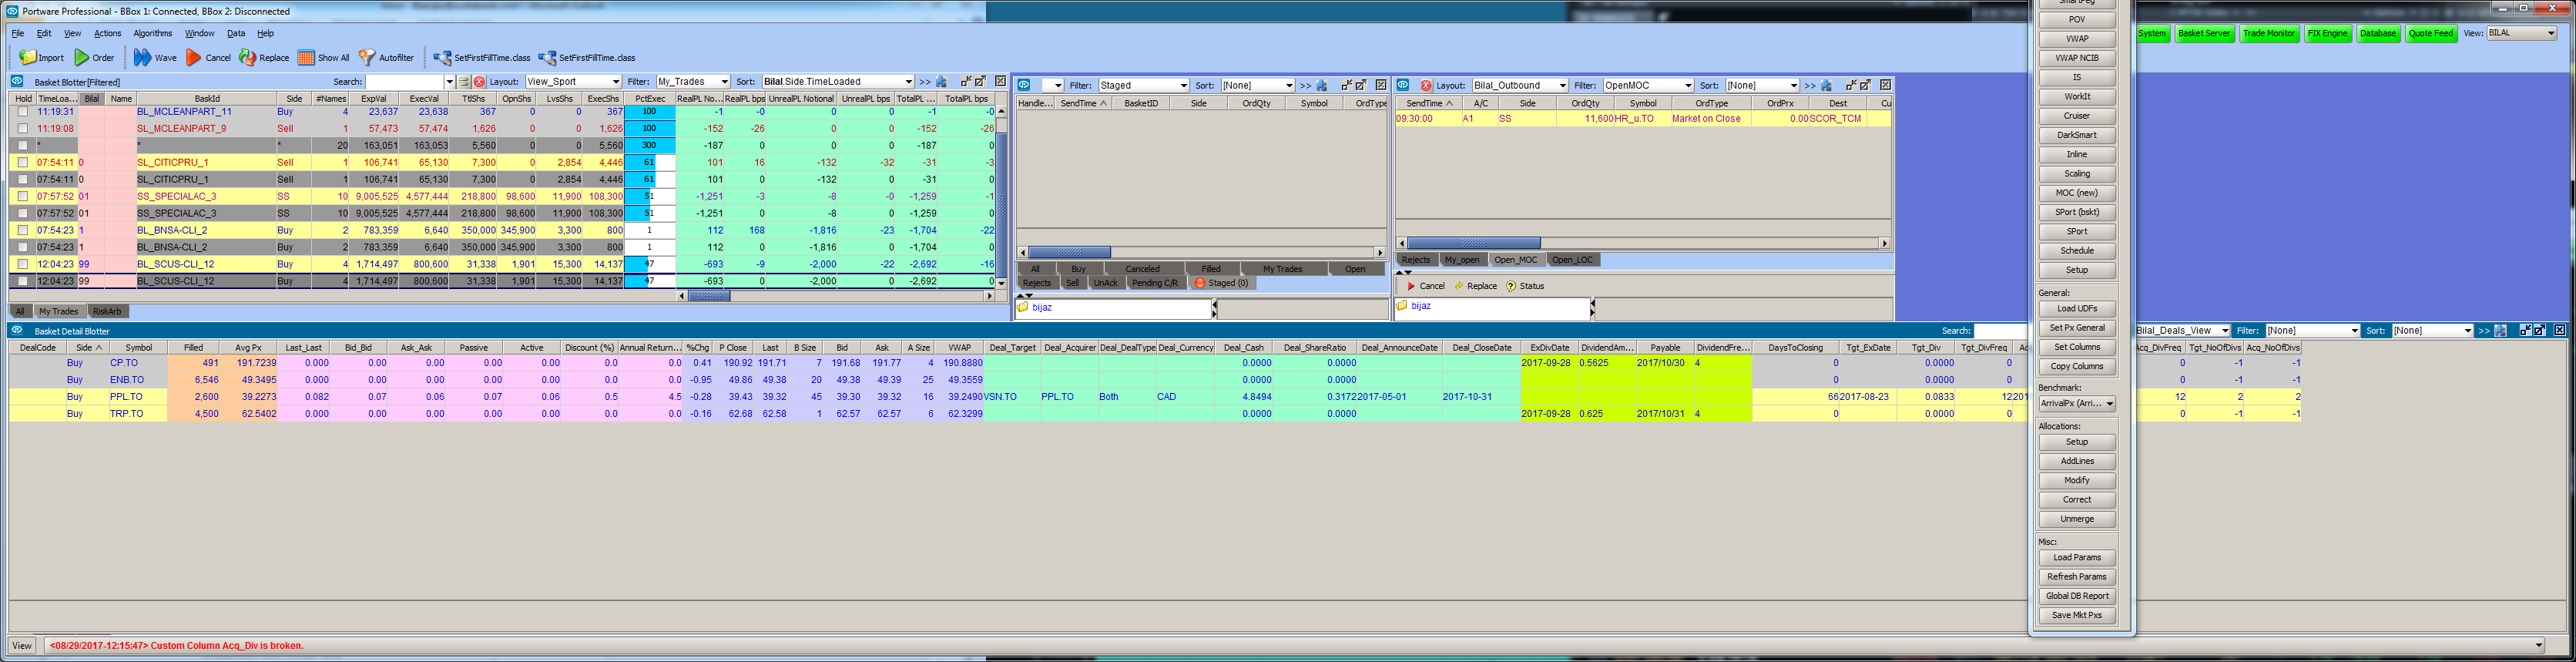 Portware Professional - BBox 1: Connected, BBox 2: Disconnected
File Edit View Actions Algorithms Window Data Help
Import Order Wave Cancel Replace Show All Autofilter SetFirstFillTime.class SetFirstFillTime.class
System Basket Server Trade Monitor FIX Engine Database Quote Feed View: BILAL
Basket Blotter[Filtered] Search: Layout: View_Sport Filter: My_Trades Sort: Bilal.Side.TimeLoaded >>
Hold TimeLoa... Bilal Name BaskId Side #Names ExpVal ExecVal TtlShs OpnShs LvsShs ExecShs PctExec RealPL No... RealPL bps UnrealPL Notional UnrealPL bps TotalPL ... TotalPL bps
11:19:31 BL_MCLEANPART_11 Buy 4 23,637 23,638 367 0 0 367 100 -1 -0 0 0 -1 -0
11:19:08 SL_MCLEANPART_9 Sell 1 57,473 57,474 1,626 0 0 1,626 100 -152 -26 0 0 -152 -26
* * * 20 163,051 163,053 5,560 0 0 5,560 300 -187 0 0 0 -187 0
07:54:11 0 SL_CITICPRU_1 Sell 1 106,741 65,130 7,300 0 2,854 4,446 61 101 16 -132 -32 -31 -3
07:54:11 0 SL_CITICPRU_1 1 106,741 65,130 7,300 0 2,854 4,446 61 101 0 -132 0 -31 0
07:57:52 01 SS_SPECIALAC_3 SS 10 9,005,525 4,577,444 218,800 98,600 11,900 108,300 51 -1,251 -3 -8 -0 -1,259 -1
07:57:52 01 SS_SPECIALAC_3 SS 10 9,005,525 4,577,444 218,800 98,600 11,900 108,300 51 -1,251 0 -8 0 -1,259 0
07:54:23 1 BL_BNSA-CLI_2 Buy 2 783,359 6,640 350,000 345,900 3,300 800 1 112 168 -1,816 -23 -1,704 -22
07:54:23 1 BL_BNSA-CLI_2 Buy 2 783,359 6,640 350,000 345,900 3,300 800 1 112 0 -1,816 0 -1,704 0
12:04:23 99 BL_SCUS-CLI_12 Buy 4 1,714,497 800,600 31,338 1,901 15,300 14,137 47 -693 -9 -2,000 -22 -2,692 -16
12:04:23 99 BL_SCUS-CLI_12 Buy 4 1,714,497 800,600 31,338 1,901 15,300 14,137 47 -693 0 -2,000 0 -2,692 0
All My Trades RiskArb
Filter: Staged Sort: [None] >>
Handle... SendTime BasketID Side OrdQty Symbol OrdType
All Buy Canceled Filled My Trades Open
Rejects Sell UnAck Pending C/R Staged (0)
bijaz
Layout: Bilal_Outbound Filter: OpenMOC Sort: [None] >>
SendTime A/C Side OrdQty Symbol OrdType OrdPrx Dest Cu
09:30:00 A1 SS 11,600 HR_u.TO Market on Close 0.00 SCOR_TCM
Rejects My_open Open_MOC Open_LOC
Cancel Replace Status
bijaz
Basket Detail Blotter Search: Bilal_Deals_View Filter: [None] Sort: [None] >>
DealCode Side Symbol Filled Avg Px Last_Last Bid_Bid Ask_Ask Passive Active Discount (%) Annual Return... %Chg P Close Last B Size Bid Ask A Size VWAP Deal_Target Deal_Acquirer Deal_DealType Deal_Currency Deal_Cash Deal_ShareRatio Deal_AnnounceDate Deal_CloseDate ExDivDate DividendAm... Payable DividendFre... DaysToClosing Tgt_ExDate Tgt_Div Tgt_DivFreq Ac Acq_DivFreq Tgt_NoOfDivs Acq_NoOfDivs
Buy CP.TO 491 191.7239 0.000 0.00 0.00 0.00 0.00 0.0 0.0 0.41 190.92 191.71 7 191.68 191.77 4 190.8880 0.0000 0.0000 2017-09-28 0.5625 2017/10/30 4 0 0.0000 0 0 -1 -1
Buy ENB.TO 6,546 49.3495 0.000 0.00 0.00 0.00 0.00 0.0 0.0 -0.95 49.86 49.38 20 49.38 49.39 25 49.3559 0.0000 0.0000 0 0.0000 0 0 -1 -1
Buy PPL.TO 2,600 39.2273 0.082 0.07 0.06 0.07 0.06 0.5 4.5 -0.28 39.43 39.32 45 39.30 39.32 16 39.2490 VSN.TO PPL.TO Both CAD 4.8494 0.3172 2017-05-01 2017-10-31 66 2017-08-23 0.0833 12 201 12 2 2
Buy TRP.TO 4,500 62.5402 0.000 0.00 0.00 0.00 0.00 0.0 0.0 -0.16 62.68 62.58 1 62.57 62.57 6 62.3299 0.0000 0.0000 2017-09-28 0.625 2017/10/31 4 0 0.0000 0 0 -1 -1
SmartPeg
POV
VWAP
VWAP NCIB
IS
WorkIt
Cruiser
DarkSmart
Inline
Scaling
MOC (new)
SPort (bskt)
SPort
Schedule
Setup
General:
Load UDFs
Set Px General
Set Columns
Copy Columns
Benchmark:
ArrivalPx (Arri...
Allocations:
Setup
AddLines
Modify
Correct
Unmerge
Misc:
Load Params
Refresh Params
Global DB Report
Save Mkt Pxs
View <08/29/2017-12:15:47> Custom Column Acq_Div is broken.